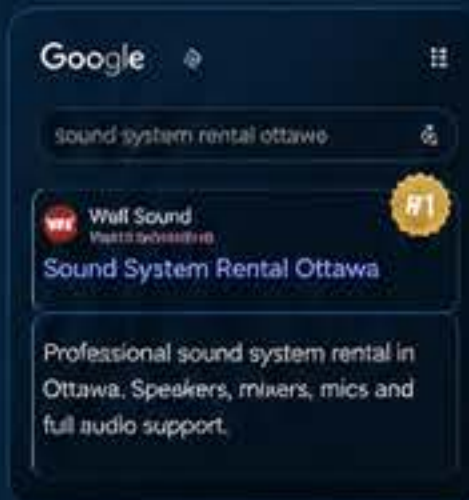 Google
sound system rental ottawe
#1
Wall Sound
Sound System Rental Ottawa
Professional sound system rental in
Ottawa. Speakers, mixers, mics and
full audio support.